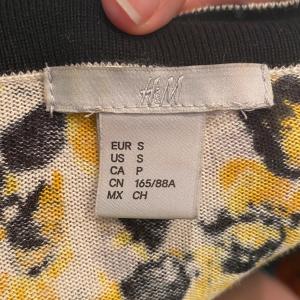 H&M
EUR S
US S
CA P
CN 165/88A
MX CH